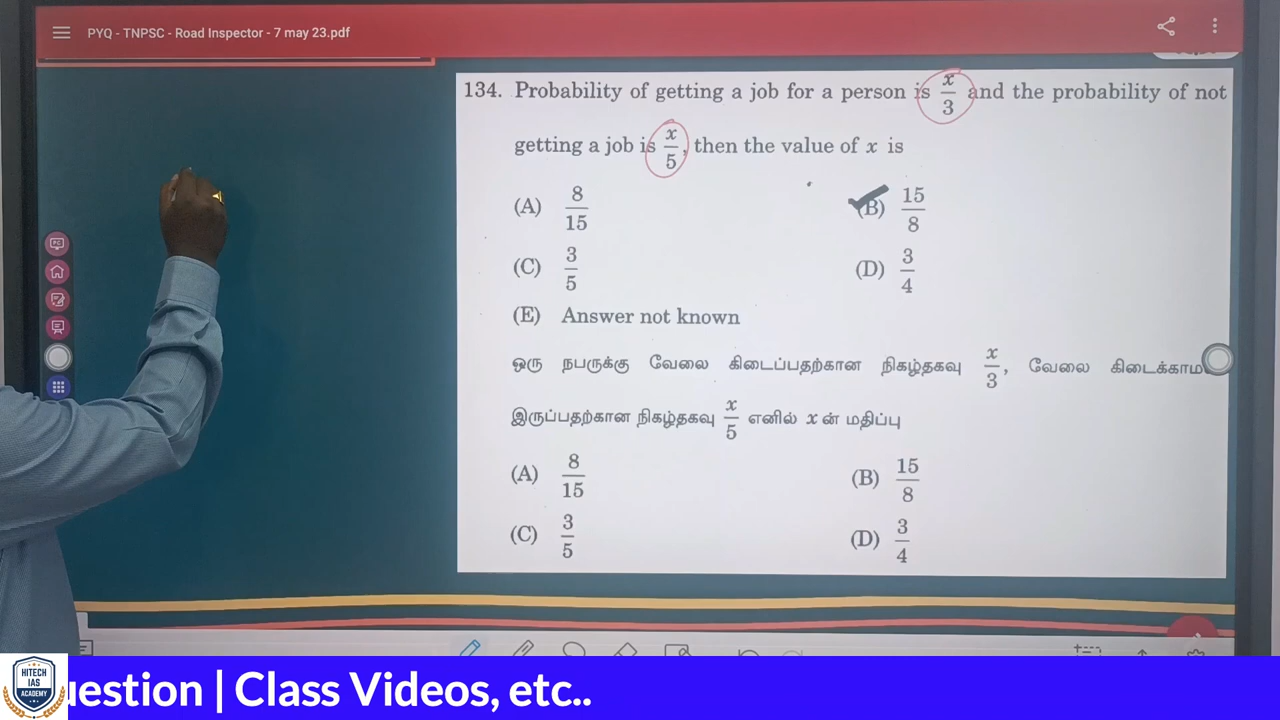 PYQ - TNPSC - Road Inspector - 7 may 23.pdf
134. Probability of getting a job for a person is x/3 and the probability of not
getting a job is x/5, then the value of x is
(A) 8/15 (B) 15/8
(C) 3/5 (D) 3/4
(E) Answer not known
ஒரு நபருக்கு வேலை கிடைப்பதற்கான நிகழ்தகவு x/3, வேலை கிடைக்காம
இருப்பதற்கான நிகழ்தகவு x/5 எனில் x ன் மதிப்பு
(A) 8/15 (B) 15/8
(C) 3/5 (D) 3/4
HITECH
IAS
ACADEMY
uestion | Class Videos, etc..